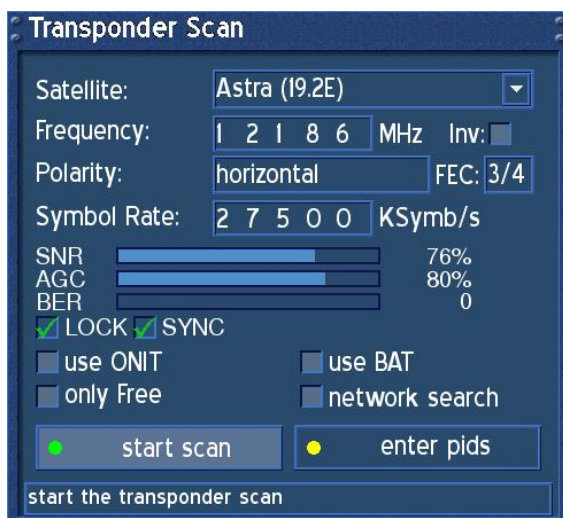 Transponder Scan
Satellite: Astra (19.2E)
Frequency: 1 2 1 8 6 MHz Inv:
Polarity: horizontal FEC: 3/4
Symbol Rate: 2 7 5 0 0 KSymb/s
SNR 76%
AGC 80%
BER 0
LOCK SYNC
use ONIT use BAT
only Free network search
start scan enter pids
start the transponder scan